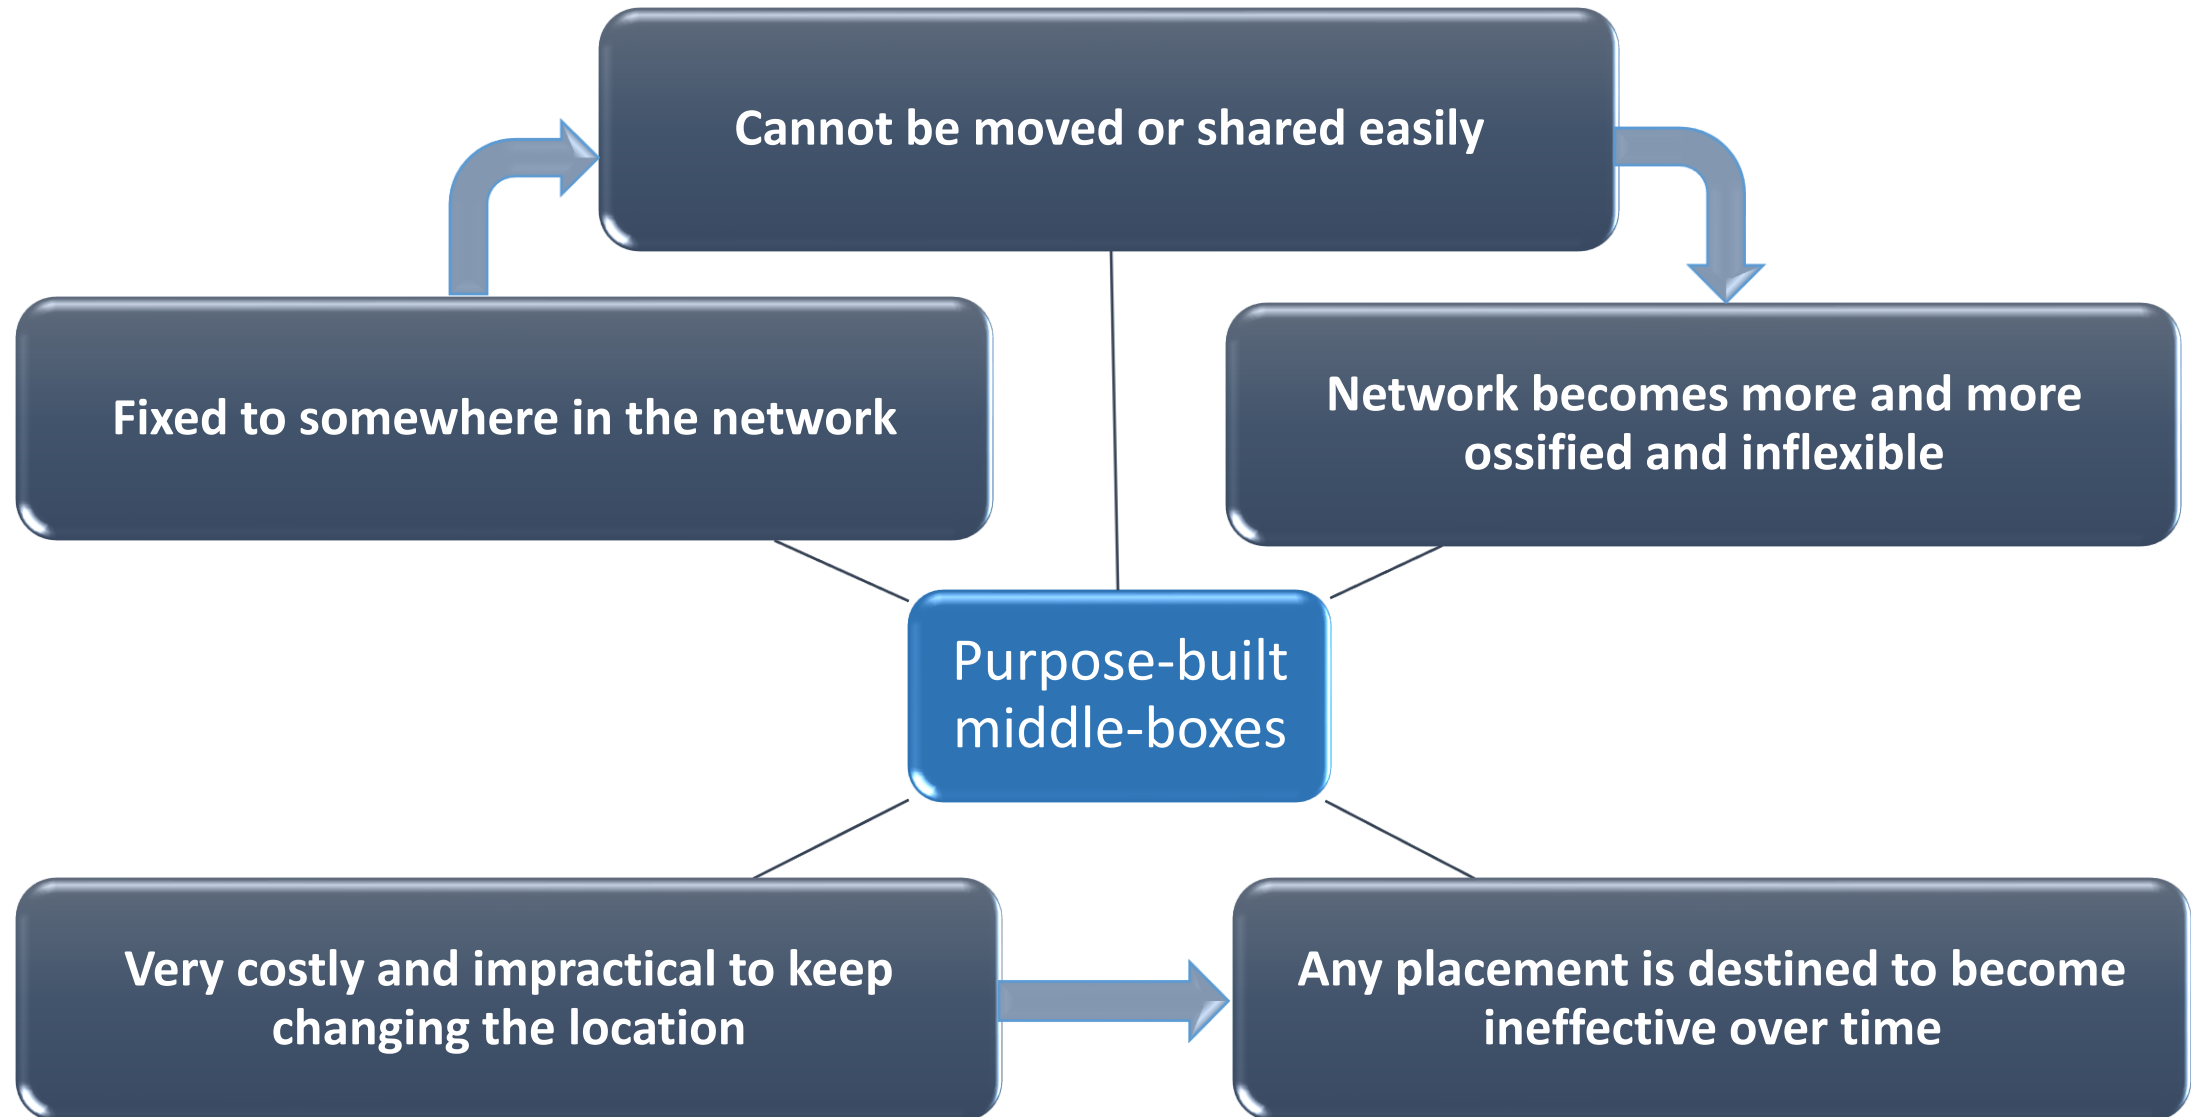 Cannot be moved or shared easily
Fixed to somewhere in the network
Network becomes more and more
ossified and inflexible
Purpose-built
middle-boxes
Very costly and impractical to keep
changing the location
Any placement is destined to become
ineffective over time